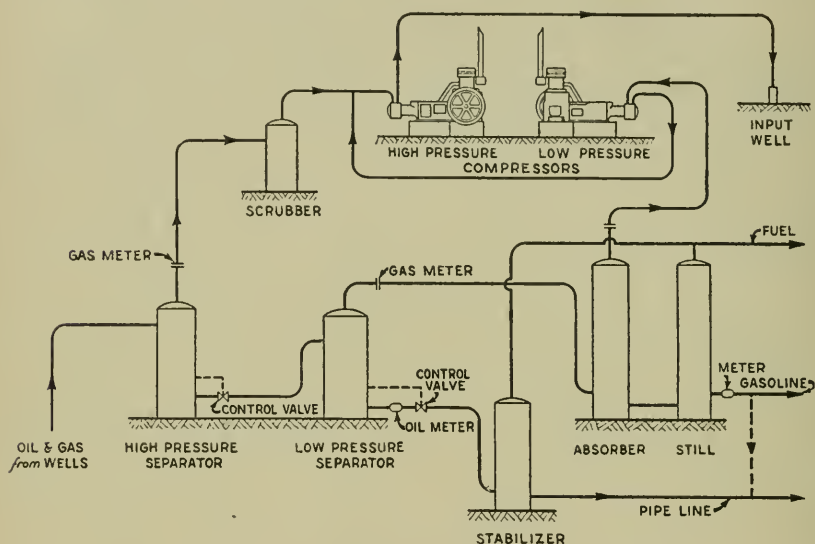 HIGH PRESSURE
LOW PRESSURE
COMPRESSORS
INPUT
WELL
SCRUBBER
GAS METER
FUEL
GAS METER
CONTROL
VALVE
METER
GASOLINE
CONTROL VALVE
OIL METER
OIL & GAS
from WELLS
HIGH PRESSURE
SEPARATOR
LOW PRESSURE
SEPARATOR
ABSORBER
STILL
PIPE LINE
STABILIZER